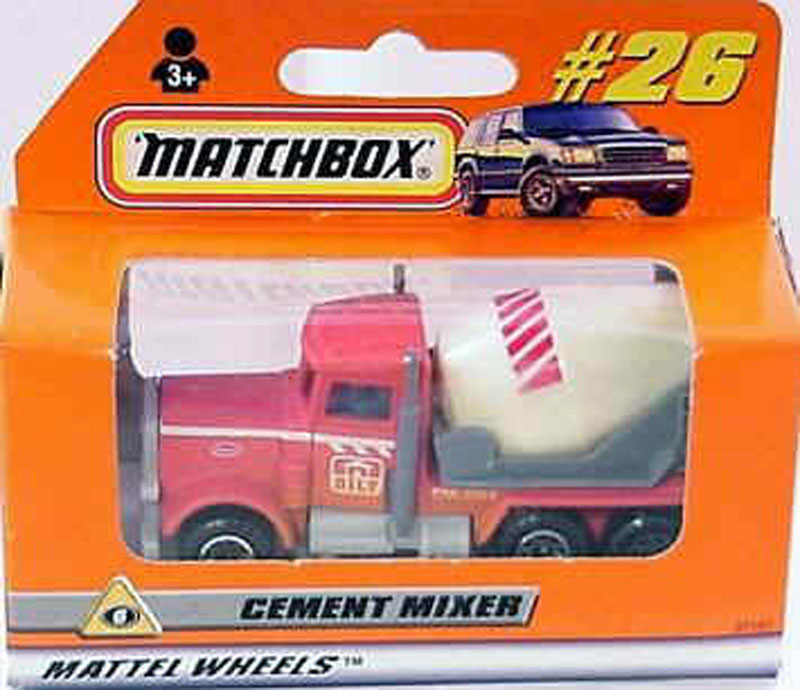 #26
3+
MATCHBOX®
CEMENT MIXER
MATTEL WHEELS™